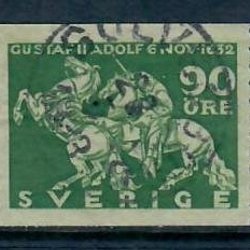 GUSTAF II ADOLF 6 NOV. 1632
90
ÖRE
SVERIGE